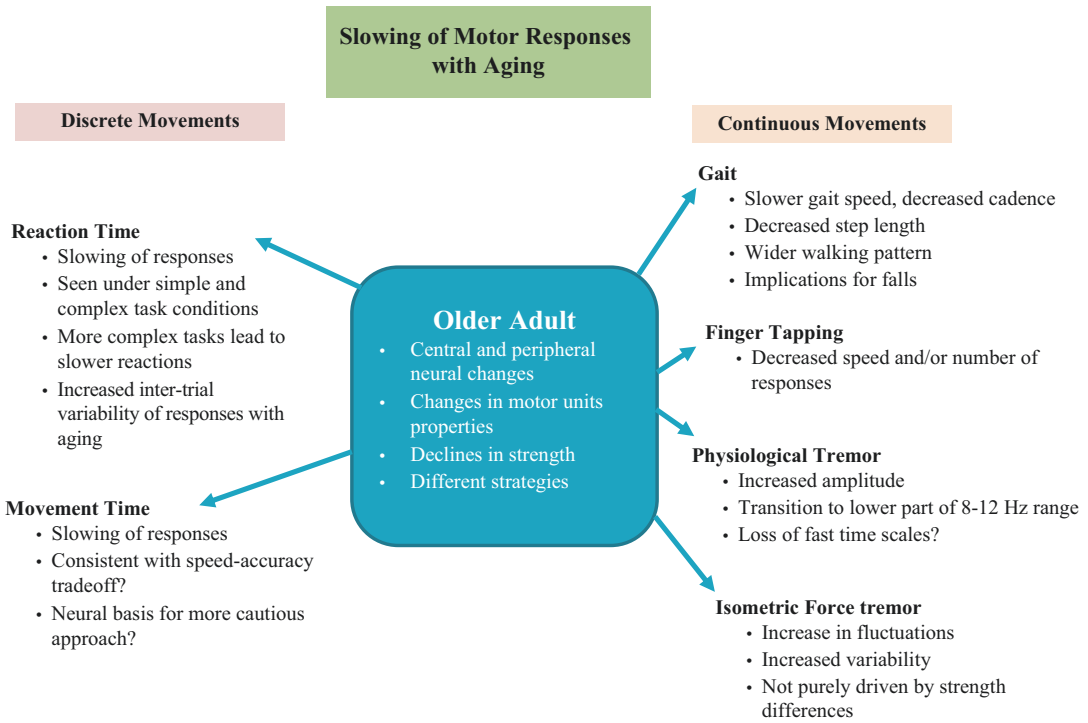 Slowing of Motor Responses
with Aging
Discrete Movements
Reaction Time
• Slowing of responses
• Seen under simple and
complex task conditions
• More complex tasks lead to
slower reactions
• Increased inter-trial
variability of responses with
aging
Movement Time
• Slowing of responses
• Consistent with speed-accuracy
tradeoff?
• Neural basis for more cautious
approach?
Older Adult
• Central and peripheral
neural changes
• Changes in motor units
properties
• Declines in strength
• Different strategies
Continuous Movements
Gait
• Slower gait speed, decreased cadence
• Decreased step length
• Wider walking pattern
• Implications for falls
Finger Tapping
• Decreased speed and/or number of
responses
Physiological Tremor
• Increased amplitude
• Transition to lower part of 8-12 Hz range
• Loss of fast time scales?
Isometric Force tremor
• Increase in fluctuations
• Increased variability
• Not purely driven by strength
differences